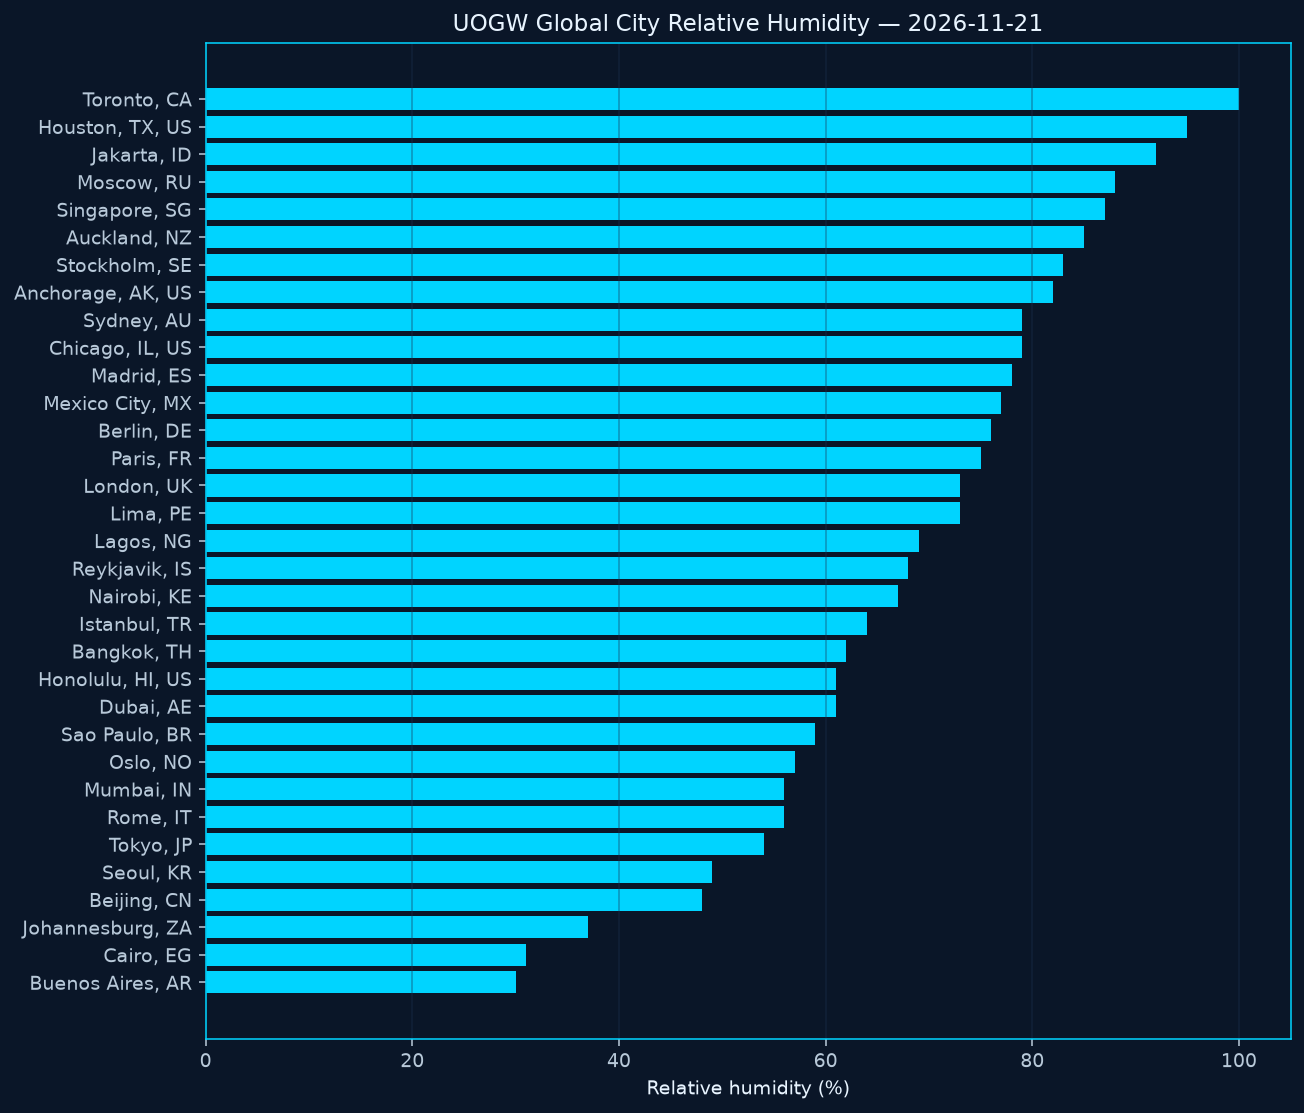 UOGW Global City Relative Humidity — 2026-11-21
Toronto, CA
Houston, TX, US
Jakarta, ID
Moscow, RU
Singapore, SG
Auckland, NZ
Stockholm, SE
Anchorage, AK, US
Sydney, AU
Chicago, IL, US
Madrid, ES
Mexico City, MX
Berlin, DE
Paris, FR
London, UK
Lima, PE
Lagos, NG
Reykjavik, IS
Nairobi, KE
Istanbul, TR
Bangkok, TH
Honolulu, HI, US
Dubai, AE
Sao Paulo, BR
Oslo, NO
Mumbai, IN
Rome, IT
Tokyo, JP
Seoul, KR
Beijing, CN
Johannesburg, ZA
Cairo, EG
Buenos Aires, AR
0 20 40 60 80 100
Relative humidity (%)